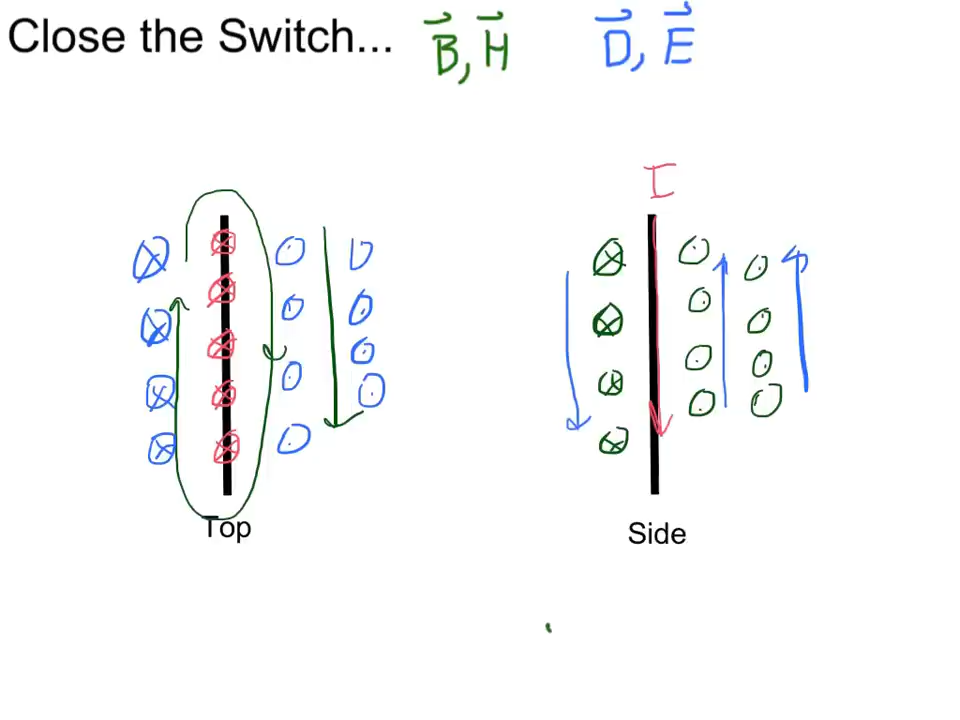 Close the Switch... B⃗, H⃗ D⃗, E⃗
I
Top Side